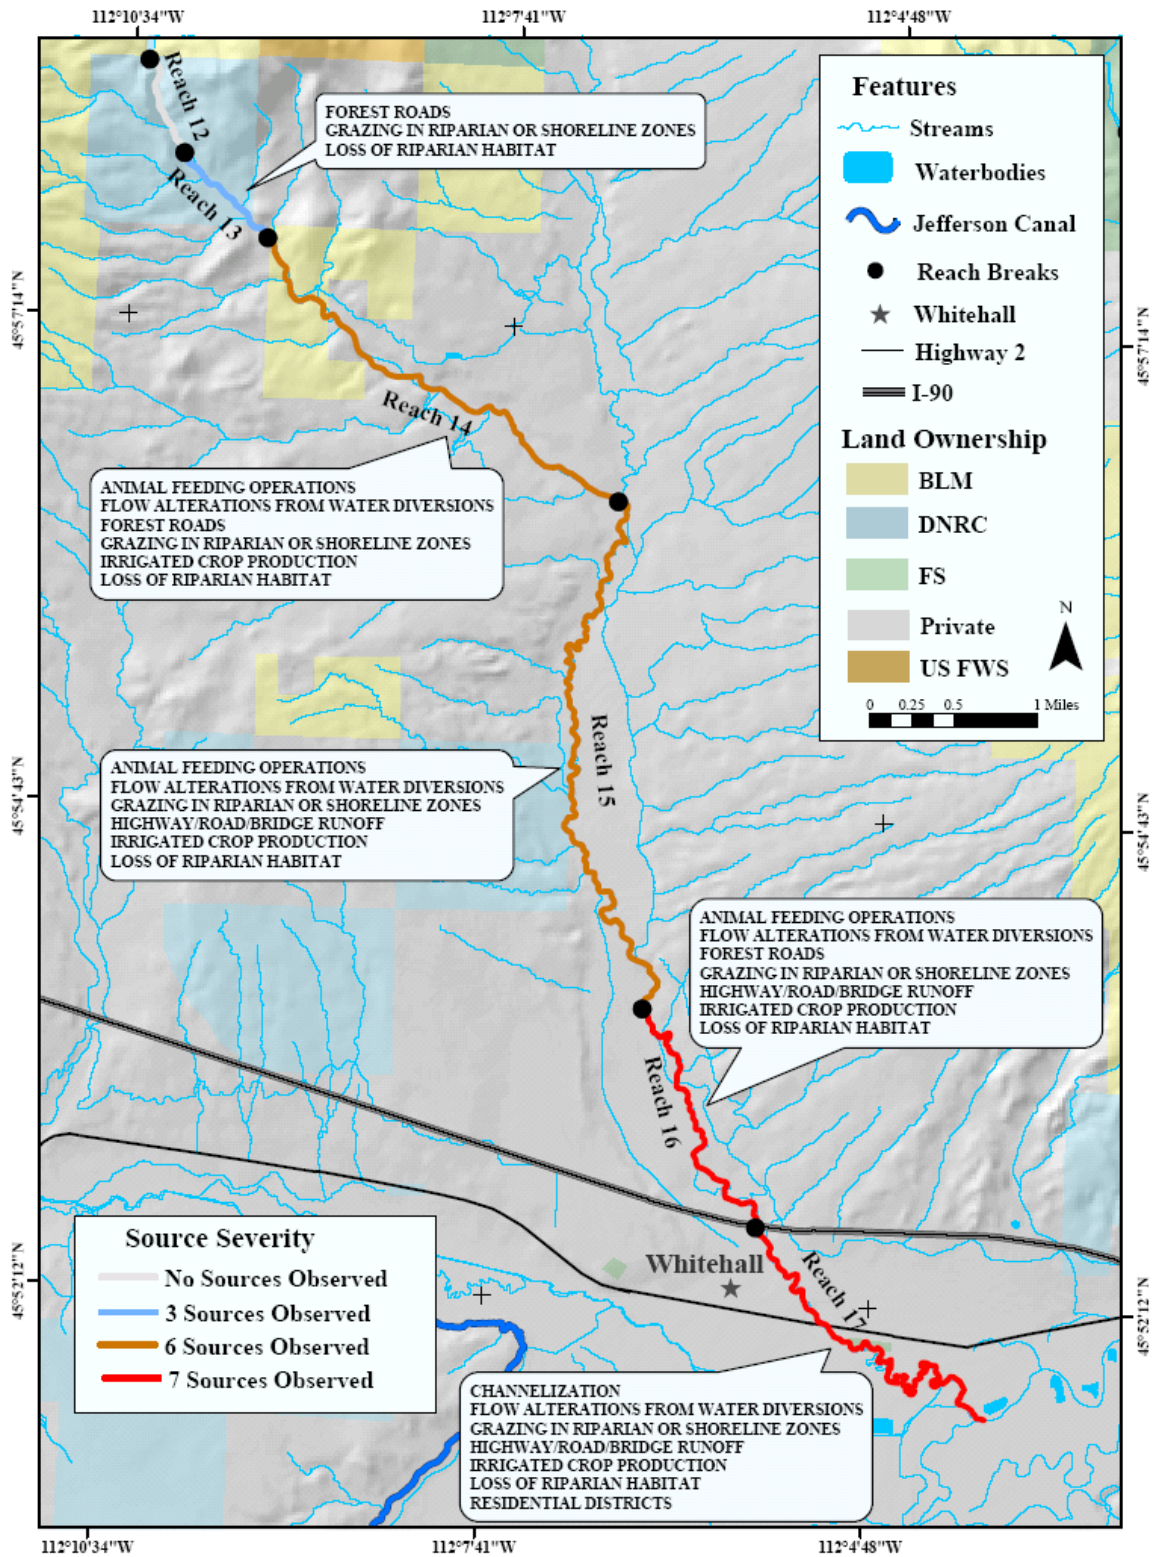 112°10'34"W
112°7'41"W
112°4'48"W
Reach 12
Reach 13
FOREST ROADS
GRAZING IN RIPARIAN OR SHORELINE ZONES
LOSS OF RIPARIAN HABITAT
Features
Streams
Waterbodies
Jefferson Canal
Reach Breaks
Whitehall
Highway 2
I-90
Land Ownership
BLM
DNRC
FS
Private
US FWS
N
0 0.25 0.5 1 Miles
45°57'14"N
45°57'14"N
Reach 14
ANIMAL FEEDING OPERATIONS
FLOW ALTERATIONS FROM WATER DIVERSIONS
FOREST ROADS
GRAZING IN RIPARIAN OR SHORELINE ZONES
IRRIGATED CROP PRODUCTION
LOSS OF RIPARIAN HABITAT
Reach 15
45°54'43"N
45°54'43"N
ANIMAL FEEDING OPERATIONS
FLOW ALTERATIONS FROM WATER DIVERSIONS
GRAZING IN RIPARIAN OR SHORELINE ZONES
HIGHWAY/ROAD/BRIDGE RUNOFF
IRRIGATED CROP PRODUCTION
LOSS OF RIPARIAN HABITAT
ANIMAL FEEDING OPERATIONS
FLOW ALTERATIONS FROM WATER DIVERSIONS
FOREST ROADS
GRAZING IN RIPARIAN OR SHORELINE ZONES
HIGHWAY/ROAD/BRIDGE RUNOFF
IRRIGATED CROP PRODUCTION
LOSS OF RIPARIAN HABITAT
Reach 16
Whitehall
Reach 17
45°52'12"N
45°52'12"N
Source Severity
No Sources Observed
3 Sources Observed
6 Sources Observed
7 Sources Observed
CHANNELIZATION
FLOW ALTERATIONS FROM WATER DIVERSIONS
GRAZING IN RIPARIAN OR SHORELINE ZONES
HIGHWAY/ROAD/BRIDGE RUNOFF
IRRIGATED CROP PRODUCTION
LOSS OF RIPARIAN HABITAT
RESIDENTIAL DISTRICTS
112°10'34"W
112°7'41"W
112°4'48"W